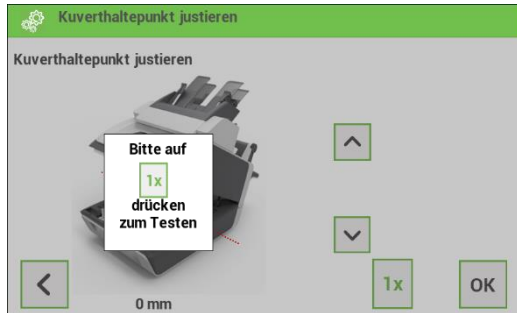 Kuverthaltepunkt justieren
Kuverthaltepunkt justieren
Bitte auf
1x
drücken
zum Testen
0 mm
1x
OK